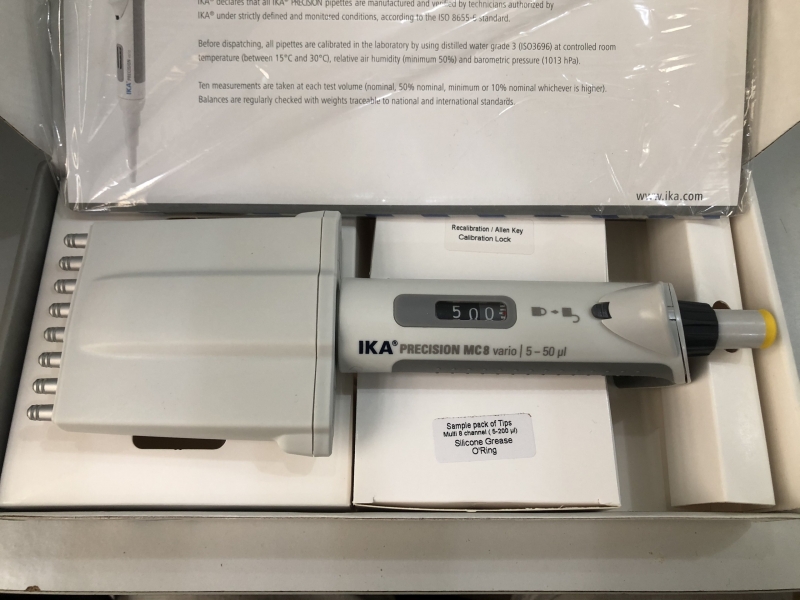 IKA® declares that all IKA® PRECISION pipettes are manufactured and verified by technicians authorized by
IKA® under strictly defined and monitored conditions, according to the ISO 8655-6 standard.
Before dispatching, all pipettes are calibrated in the laboratory by using distilled water grade 3 (ISO3696) at controlled room
temperature (between 15°C and 30°C), relative air humidity (minimum 50%) and barometric pressure (1013 hPa).
Ten measurements are taken at each test volume (nominal, 50% nominal, minimum or 10% nominal whichever is higher).
Balances are regularly checked with weights traceable to national and international standards.
www.ika.com
IKA
Recalibration / Allen Key
Calibration Lock
500
IKA® PRECISION MC8 vario | 5 – 50 µl
Sample pack of Tips
Multi 8 channel ( 5-200 µl)
Silicone Grease
O'Ring